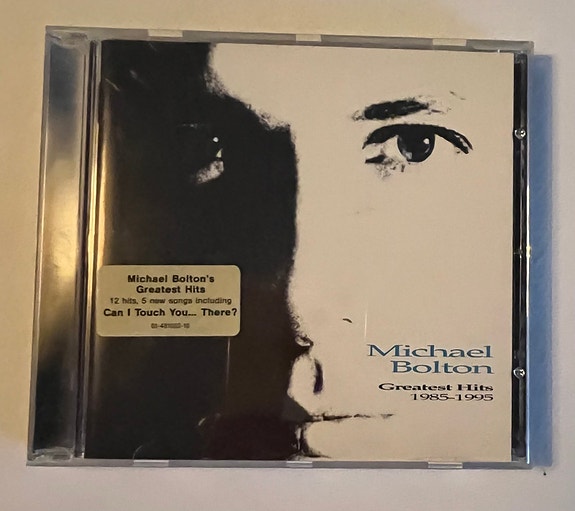 Michael Bolton's
Greatest Hits
12 hits, 5 new songs including
Can I Touch You... There?
Michael
Bolton
Greatest Hits
1985-1995